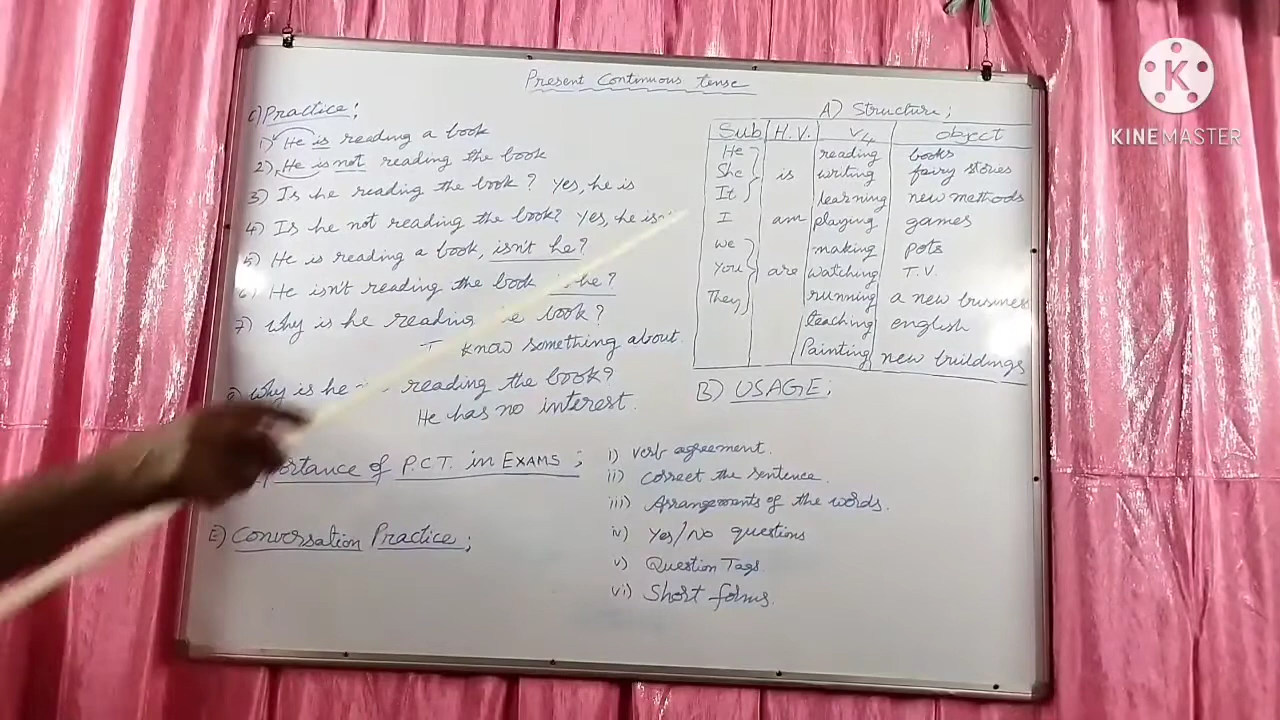 Present Continuous tense
C) Practice;
1) He is reading a book
2) He is not reading the book
3) Is he reading the book? Yes, he is
4) Is he not reading the book? Yes, he
5) He is reading a book, isn't he?
6) He isn't reading the book he?
7) Why is he reading book?
know something about.
Why is he reading the book?
He has no interest.
of P.C.T. in EXAMS;
E) Conversation Practice;
A) Structure;
Sub H.V. V4 object
He reading books
She is writing fairy stories
It learning new methods
I am playing games
we making pots
You are watching T.V.
They running a new business
teaching english
Painting new buildings
B) USAGE;
i) verb agreement.
ii) correct the sentence.
iii) Arrangements of the words.
iv) Yes/No questions
v) Question Tags
vi) Short forms.
KINEMASTER